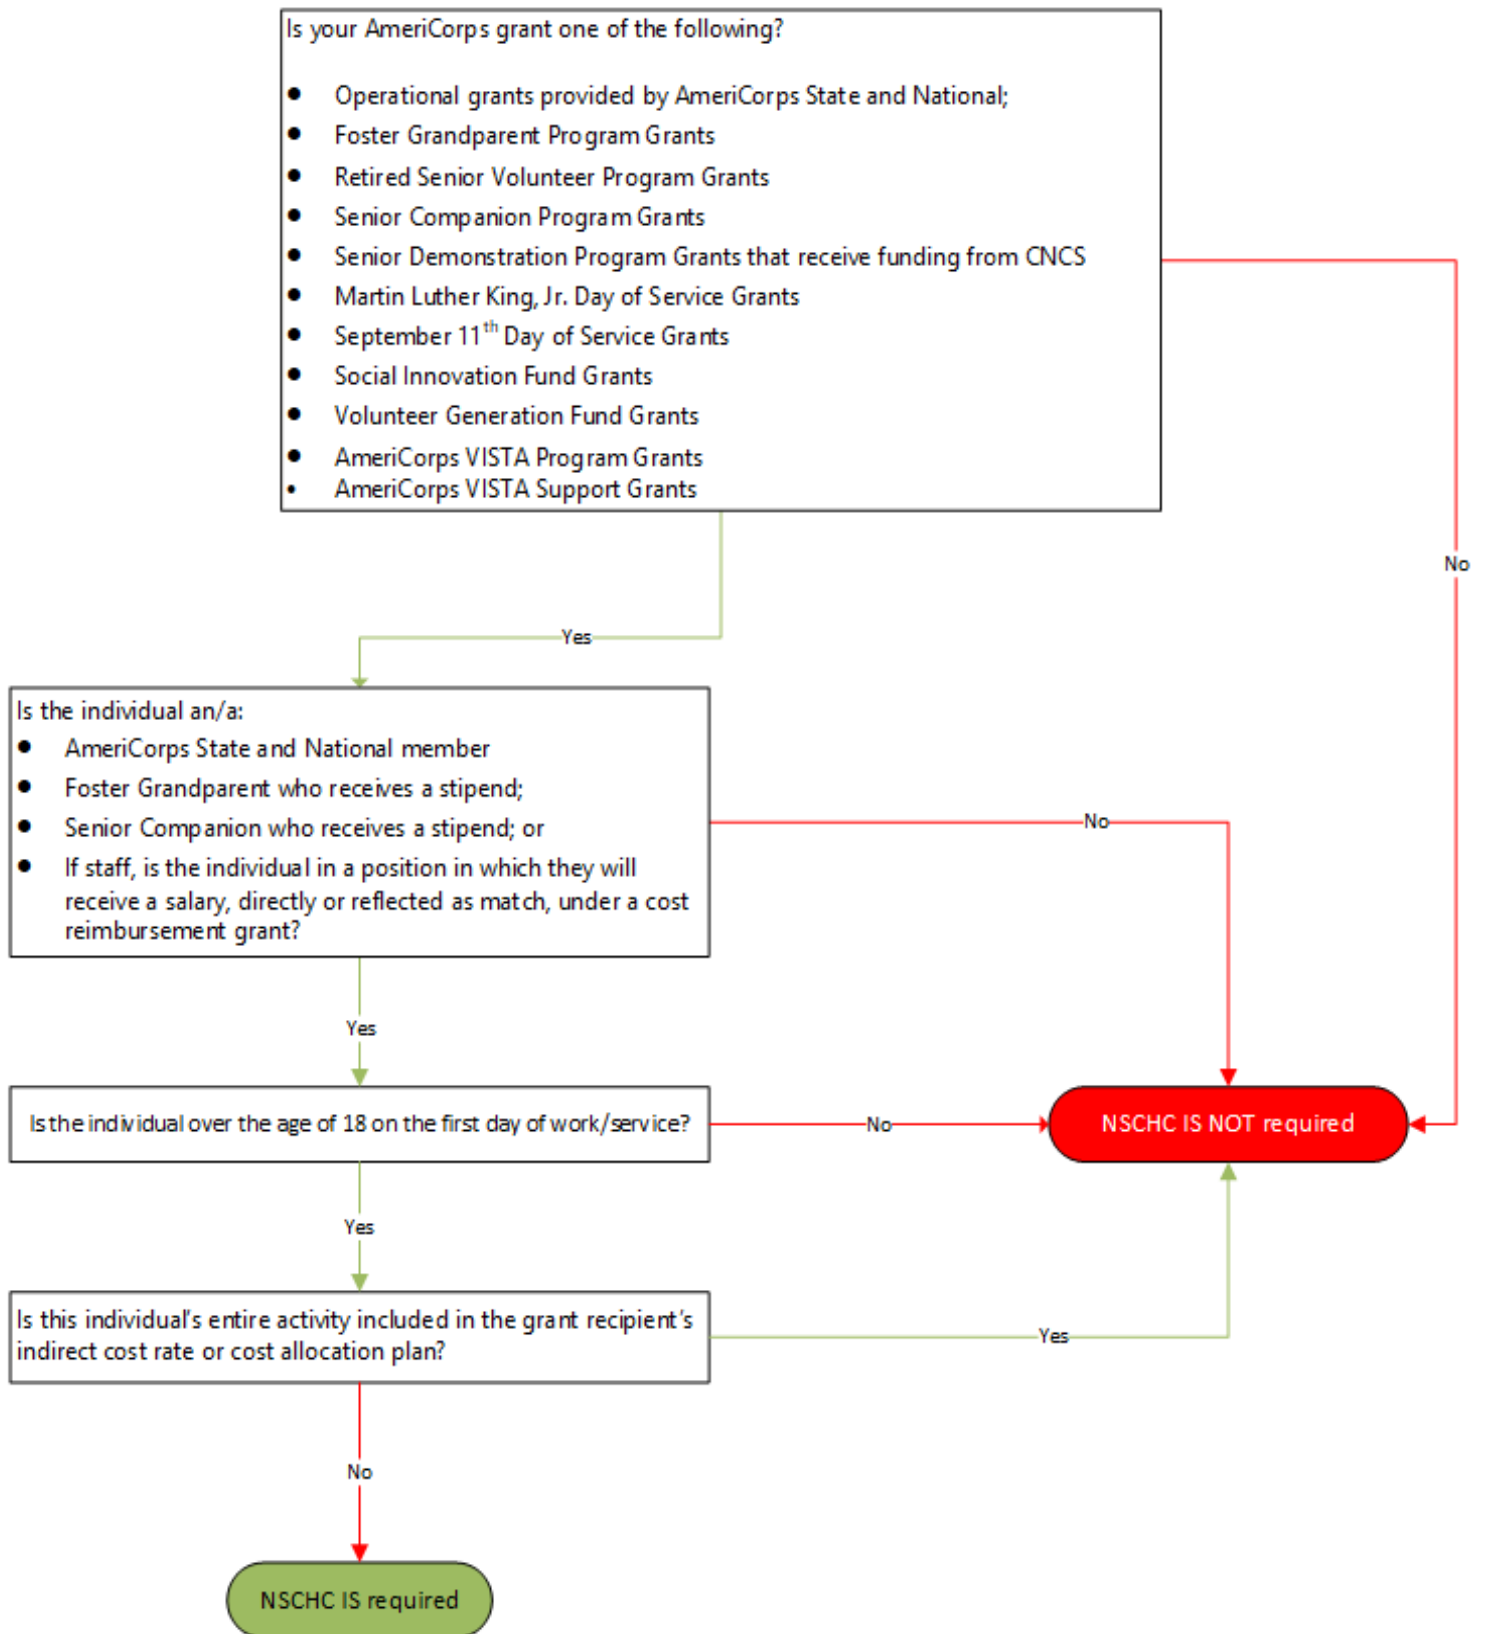 Is your AmeriCorps grant one of the following?
● Operational grants provided by AmeriCorps State and National;
● Foster Grandparent Program Grants
● Retired Senior Volunteer Program Grants
● Senior Companion Program Grants
● Senior Demonstration Program Grants that receive funding from CNCS
● Martin Luther King, Jr. Day of Service Grants
● September 11th Day of Service Grants
● Social Innovation Fund Grants
● Volunteer Generation Fund Grants
● AmeriCorps VISTA Program Grants
• AmeriCorps VISTA Support Grants
No
Yes
Is the individual an/a:
● AmeriCorps State and National member
● Foster Grandparent who receives a stipend;
● Senior Companion who receives a stipend; or
● If staff, is the individual in a position in which they will
receive a salary, directly or reflected as match, under a cost
reimbursement grant?
No
Yes
Is the individual over the age of 18 on the first day of work/service?
No
NSCHC IS NOT required
Yes
Is this individual's entire activity included in the grant recipient's
indirect cost rate or cost allocation plan?
Yes
No
NSCHC IS required